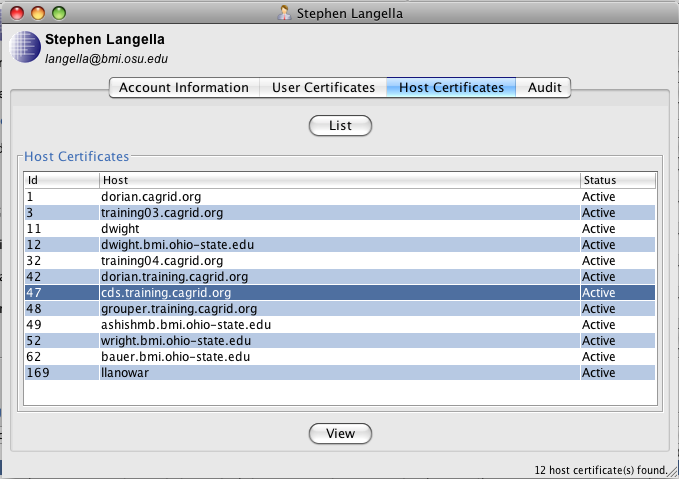 Stephen Langella
Stephen Langella
langella@bmi.osu.edu
Account Information User Certificates Host Certificates Audit
List
Host Certificates
Id Host Status
1 dorian.cagrid.org Active
3 training03.cagrid.org Active
11 dwight Active
12 dwight.bmi.ohio-state.edu Active
32 training04.cagrid.org Active
42 dorian.training.cagrid.org Active
47 cds.training.cagrid.org Active
48 grouper.training.cagrid.org Active
49 ashishmb.bmi.ohio-state.edu Active
52 wright.bmi.ohio-state.edu Active
62 bauer.bmi.ohio-state.edu Active
169 llanowar Active
View
12 host certificate(s) found.